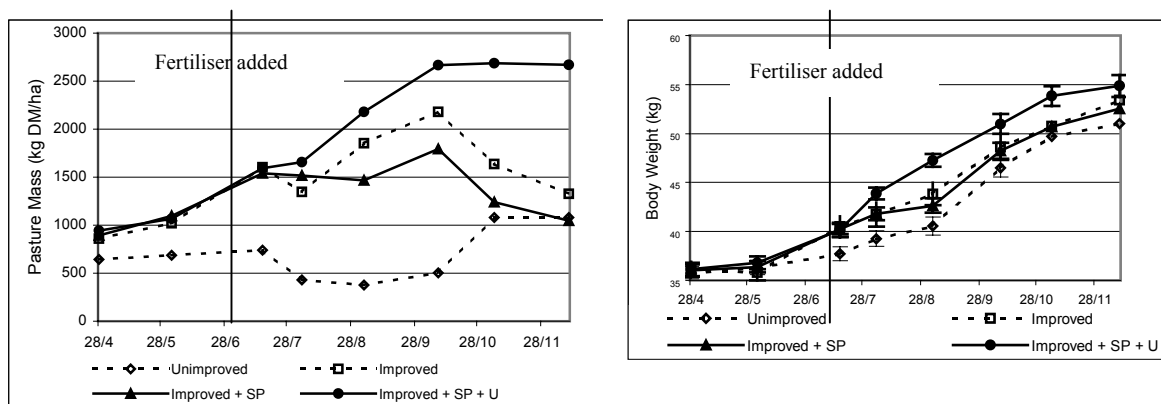 3000
2500
2000
1500
1000
500
0
Pasture Mass (kg DM/ha)
Fertiliser added
28/4 28/5 28/6 28/7 28/8 28/9 28/10 28/11
Unimproved Improved
Improved + SP Improved + SP + U
60
55
50
45
40
35
Body Weight (kg)
Fertiliser added
28/4 28/5 28/6 28/7 28/8 28/9 28/10 28/11
Unimproved Improved
Improved + SP Improved + SP + U